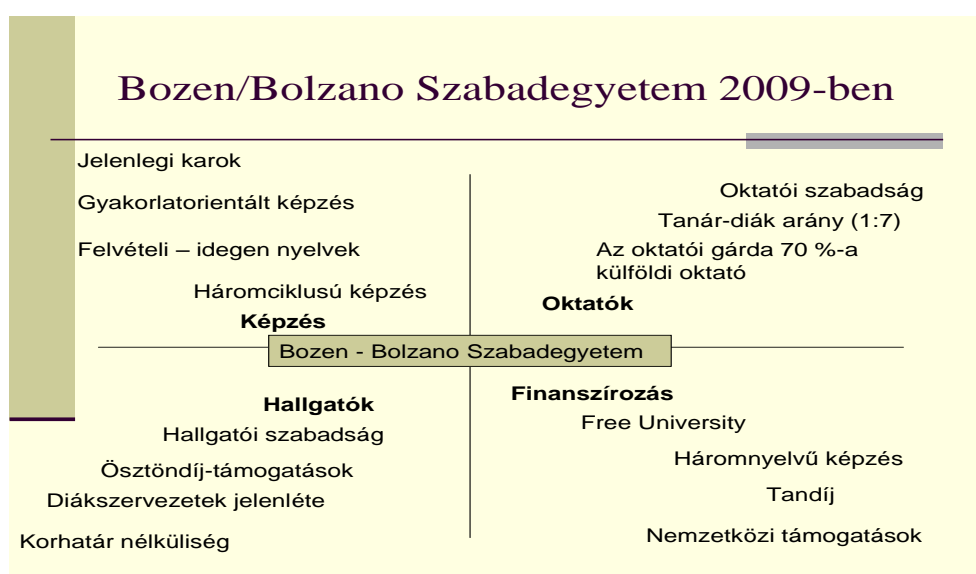 Bozen/Bolzano Szabadegyetem 2009-ben
Jelenlegi karok
Gyakorlatorientált képzés
Felvételi – idegen nyelvek
Háromciklusú képzés
Képzés
Oktatói szabadság
Tanár-diák arány (1:7)
Az oktatói gárda 70 %-a
külföldi oktató
Oktatók
Bozen - Bolzano Szabadegyetem
Hallgatók
Hallgatói szabadság
Ösztöndíj-támogatások
Diákszervezetek jelenléte
Korhatár nélküliség
Finanszírozás
Free University
Háromnyelvű képzés
Tandíj
Nemzetközi támogatások